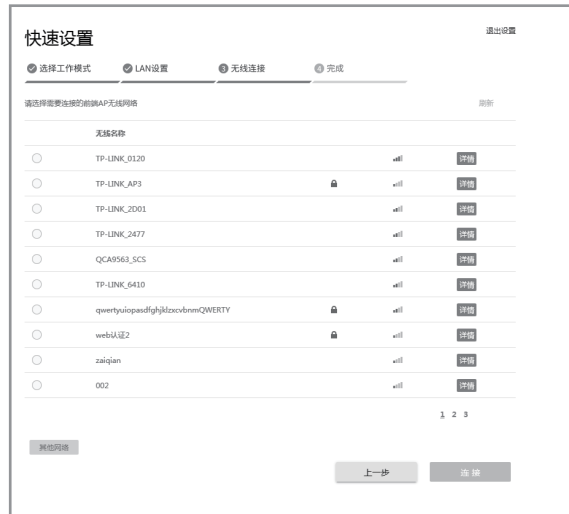 快速设置
退出设置
选择工作模式 LAN设置 3 无线连接 4 完成
请选择需要连接的前端AP无线网络 刷新
无线名称
TP-LINK_0120 详情
TP-LINK_AP3 详情
TP-LINK_2D01 详情
TP-LINK_2477 详情
QCA9563_SCS 详情
TP-LINK_6410 详情
qwertyuiopasdfghjklzxcvbnmQWERTY 详情
web认证2 详情
zaiqian 详情
002 详情
1 2 3
其他网络
上一步 连 接